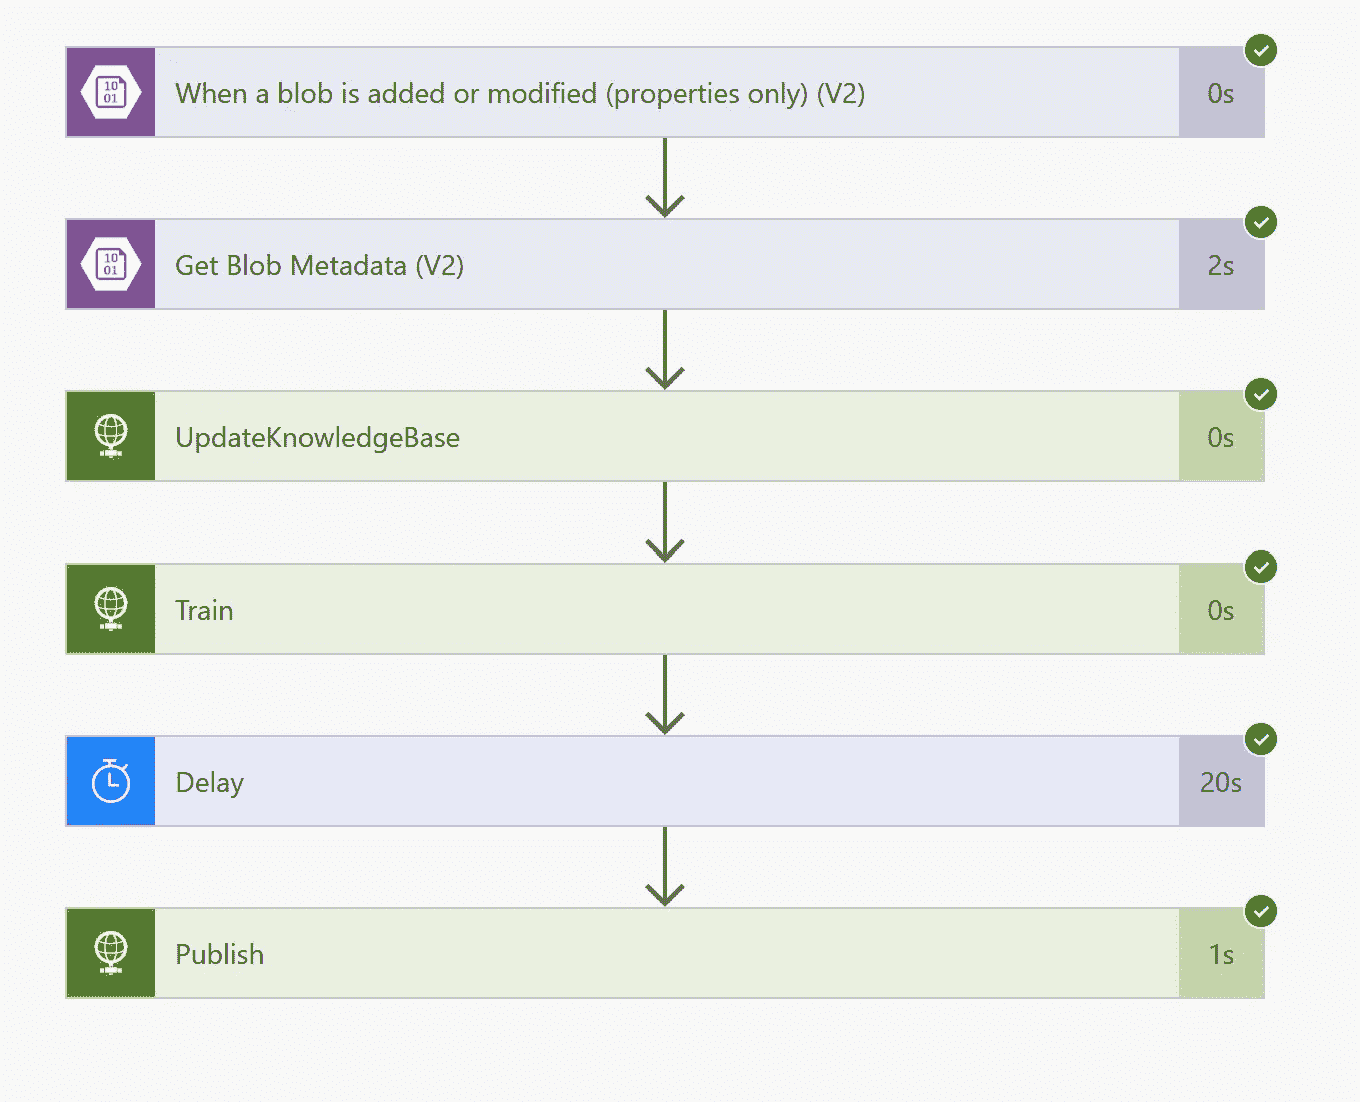 10
01
When a blob is added or modified (properties only) (V2)
0s
10
01
Get Blob Metadata (V2)
2s
UpdateKnowledgeBase
0s
Train
0s
Delay
20s
Publish
1s